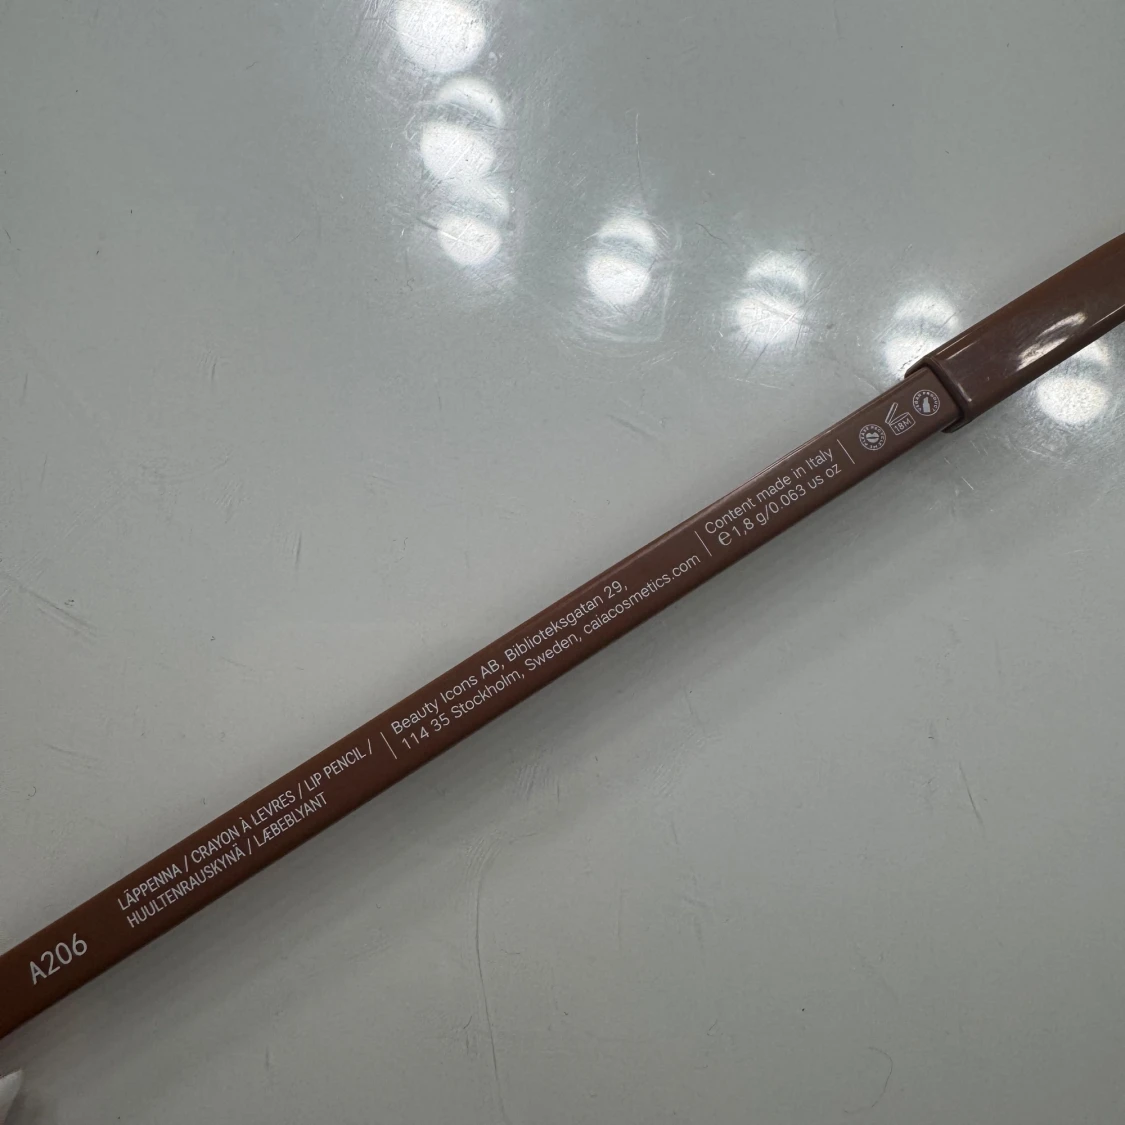 A206
LÄPPENNA / CRAYON À LEVRES / LIP PENCIL /
HUULTENRAUSKYNÄ / LÆBEBLYANT
Beauty Icons AB, Biblioteksgatan 29,
114 35 Stockholm, Sweden, caiacosmetics.com
Content made in Italy
℮1,8 g/0.063 US OZ
18M